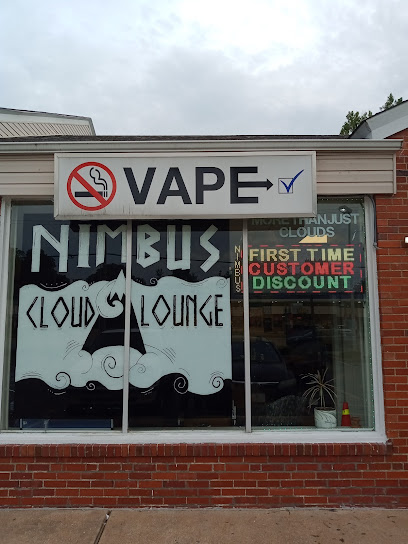 VAPE
NIMBUS
CLOUD LOUNGE
NIMBUS
MORE THAN JUST
CLOUDS
FIRST TIME
CUSTOMER
DISCOUNT